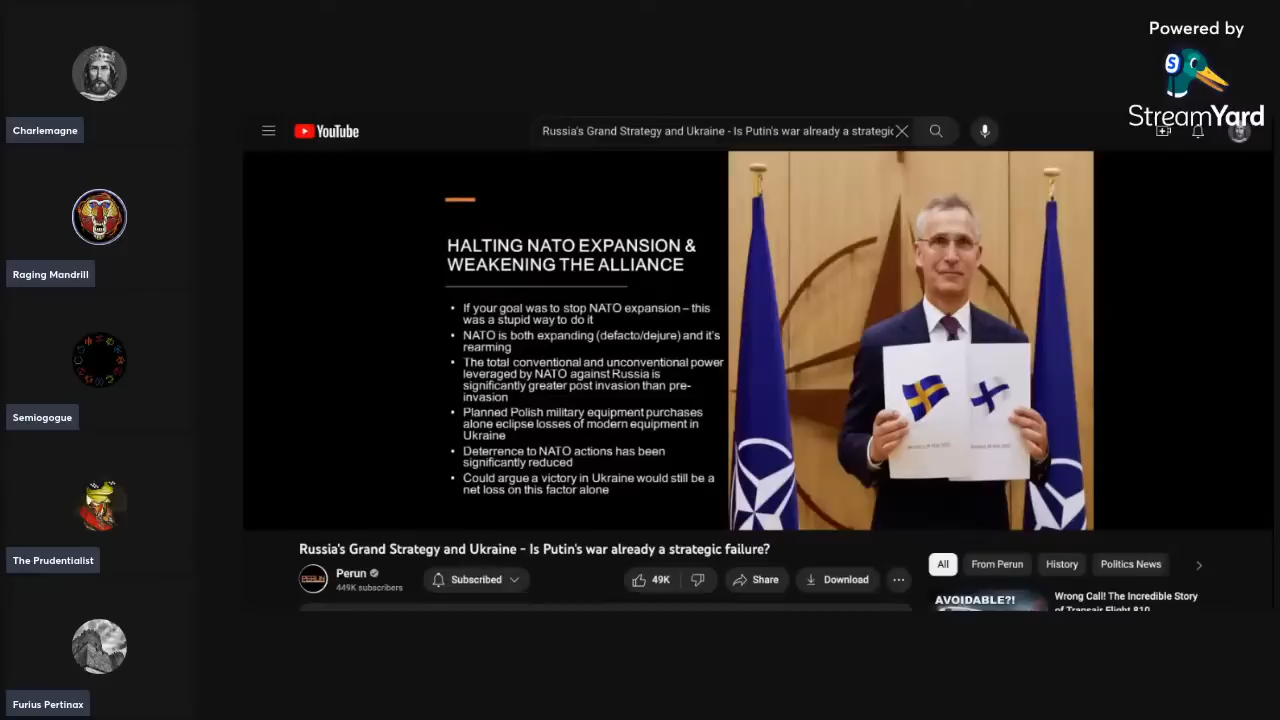 Powered by
StreamYard
Charlemagne
Raging Mandrill
Semiogogue
The Prudentialist
Furius Pertinax
YouTube
Russia's Grand Strategy and Ukraine - Is Putin's war already a strategic
HALTING NATO EXPANSION &
WEAKENING THE ALLIANCE
• If your goal was to stop NATO expansion – this
was a stupid way to do it
• NATO is both expanding (defacto/dejure) and it's
rearming
• The total conventional and unconventional power
leveraged by NATO against Russia is
significantly greater post invasion than pre-
invasion
• Planned Polish military equipment purchases
alone eclipse losses of modern equipment in
Ukraine
• Deterrence to NATO actions has been
significantly reduced
• Could argue a victory in Ukraine would still be a
net loss on this factor alone
Russia's Grand Strategy and Ukraine - Is Putin's war already a strategic failure?
PERUN
Perun
449K subscribers
Subscribed
49K
Share
Download
All
From Perun
History
Politics News
AVOIDABLE?!
Wrong Call! The Incredible Story
of Transair Flight 810